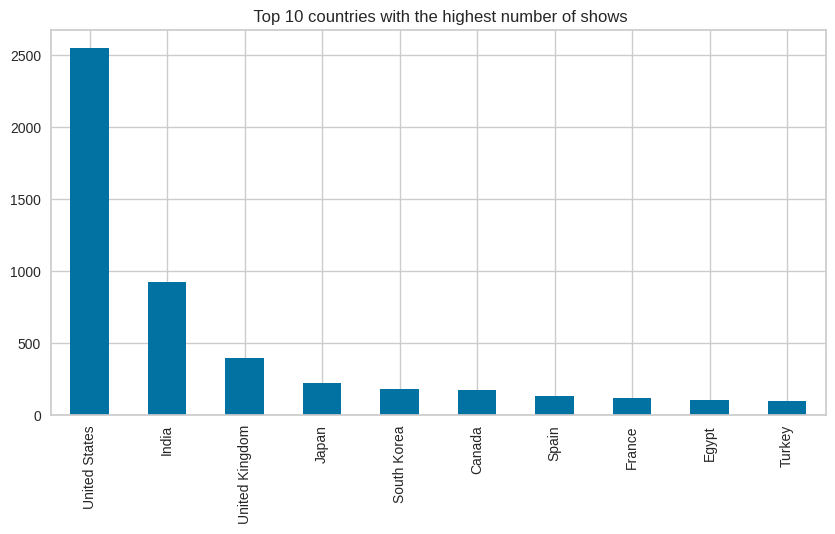 Top 10 countries with the highest number of shows
2500
2000
1500
1000
500
0
United States
India
United Kingdom
Japan
South Korea
Canada
Spain
France
Egypt
Turkey